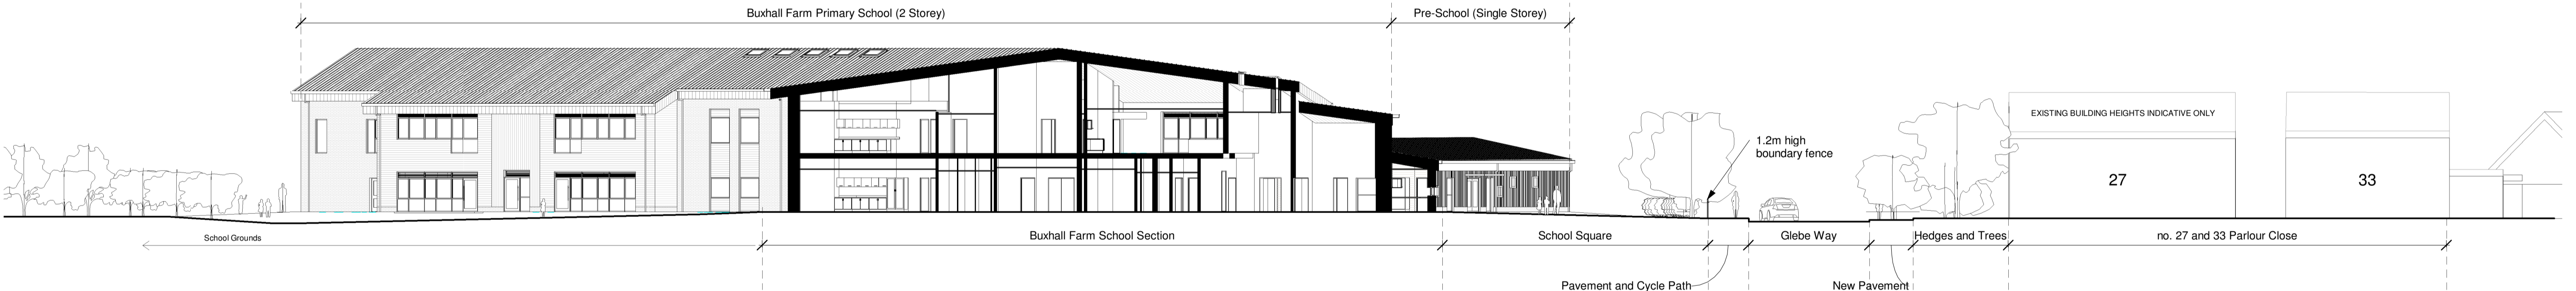 Buxhall Farm Primary School (2 Storey)
Pre-School (Single Storey)
EXISTING BUILDING HEIGHTS INDICATIVE ONLY
1.2m high
boundary fence
27
33
School Grounds
Buxhall Farm School Section
School Square
Glebe Way
Hedges and Trees
no. 27 and 33 Parlour Close
Pavement and Cycle Path
New Pavement